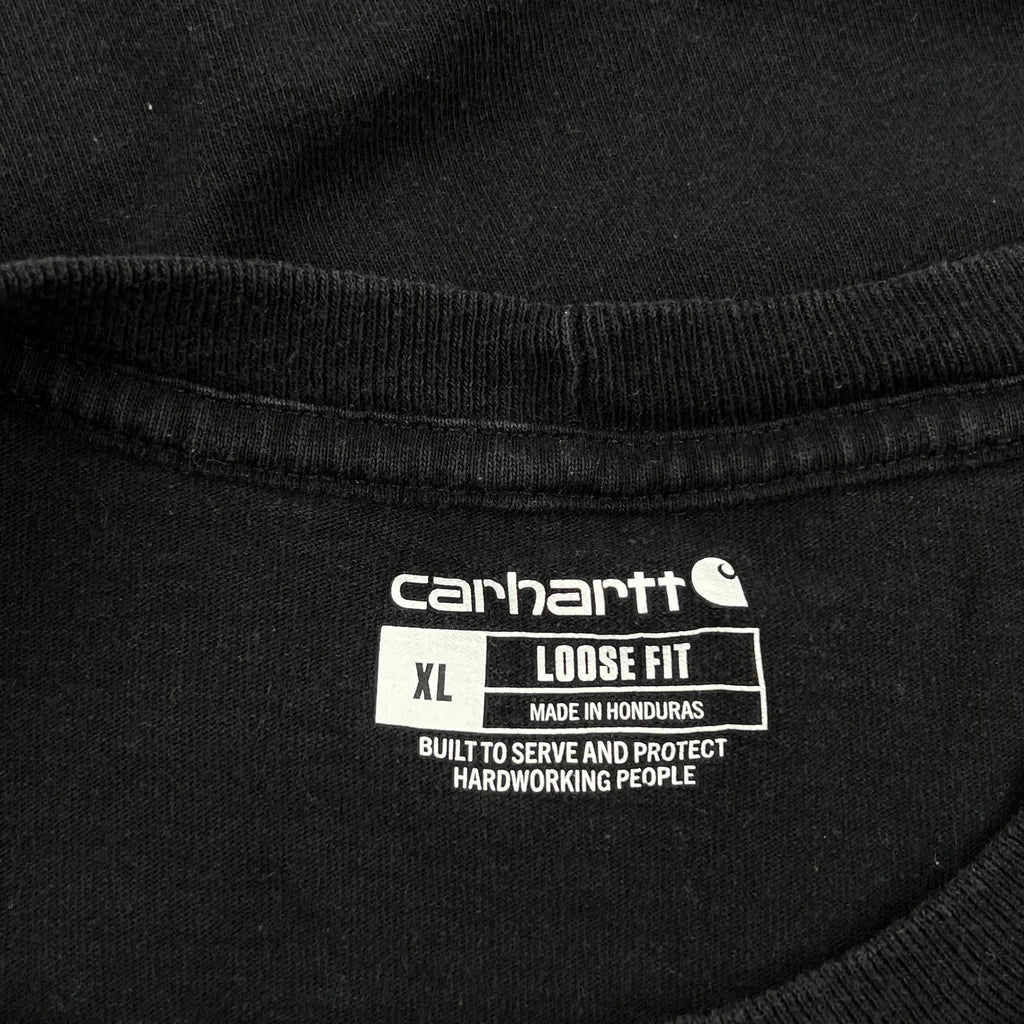 carhartt
XL
LOOSE FIT
MADE IN HONDURAS
BUILT TO SERVE AND PROTECT
HARDWORKING PEOPLE